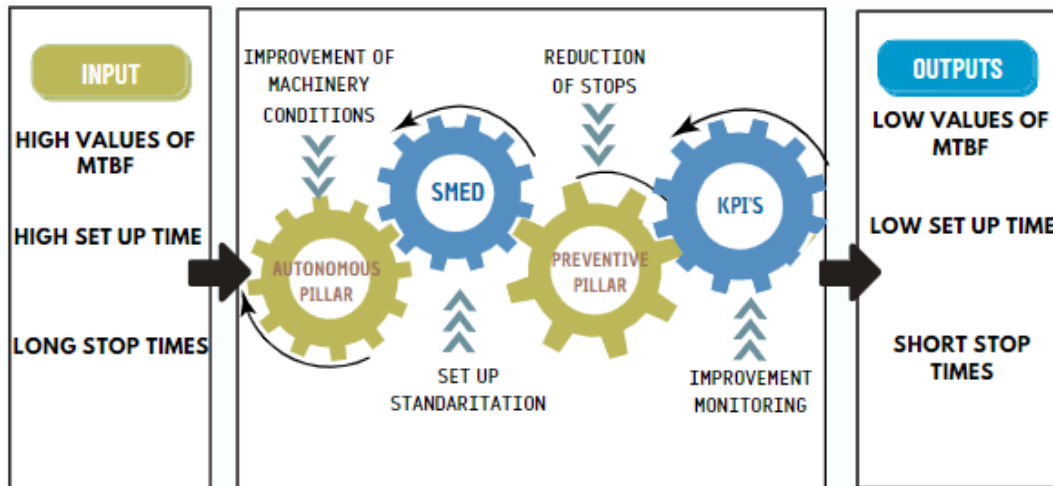 INPUT
HIGH VALUES OF
MTBF
HIGH SET UP TIME
LONG STOP TIMES
IMPROVEMENT OF
MACHINERY
CONDITIONS
REDUCTION
OF STOPS
SMED
KPI'S
AUTONOMOUS
PILLAR
PREVENTIVE
PILLAR
SET UP
STANDARITATION
IMPROVEMENT
MONITORING
OUTPUTS
LOW VALUES OF
MTBF
LOW SET UP TIME
SHORT STOP
TIMES